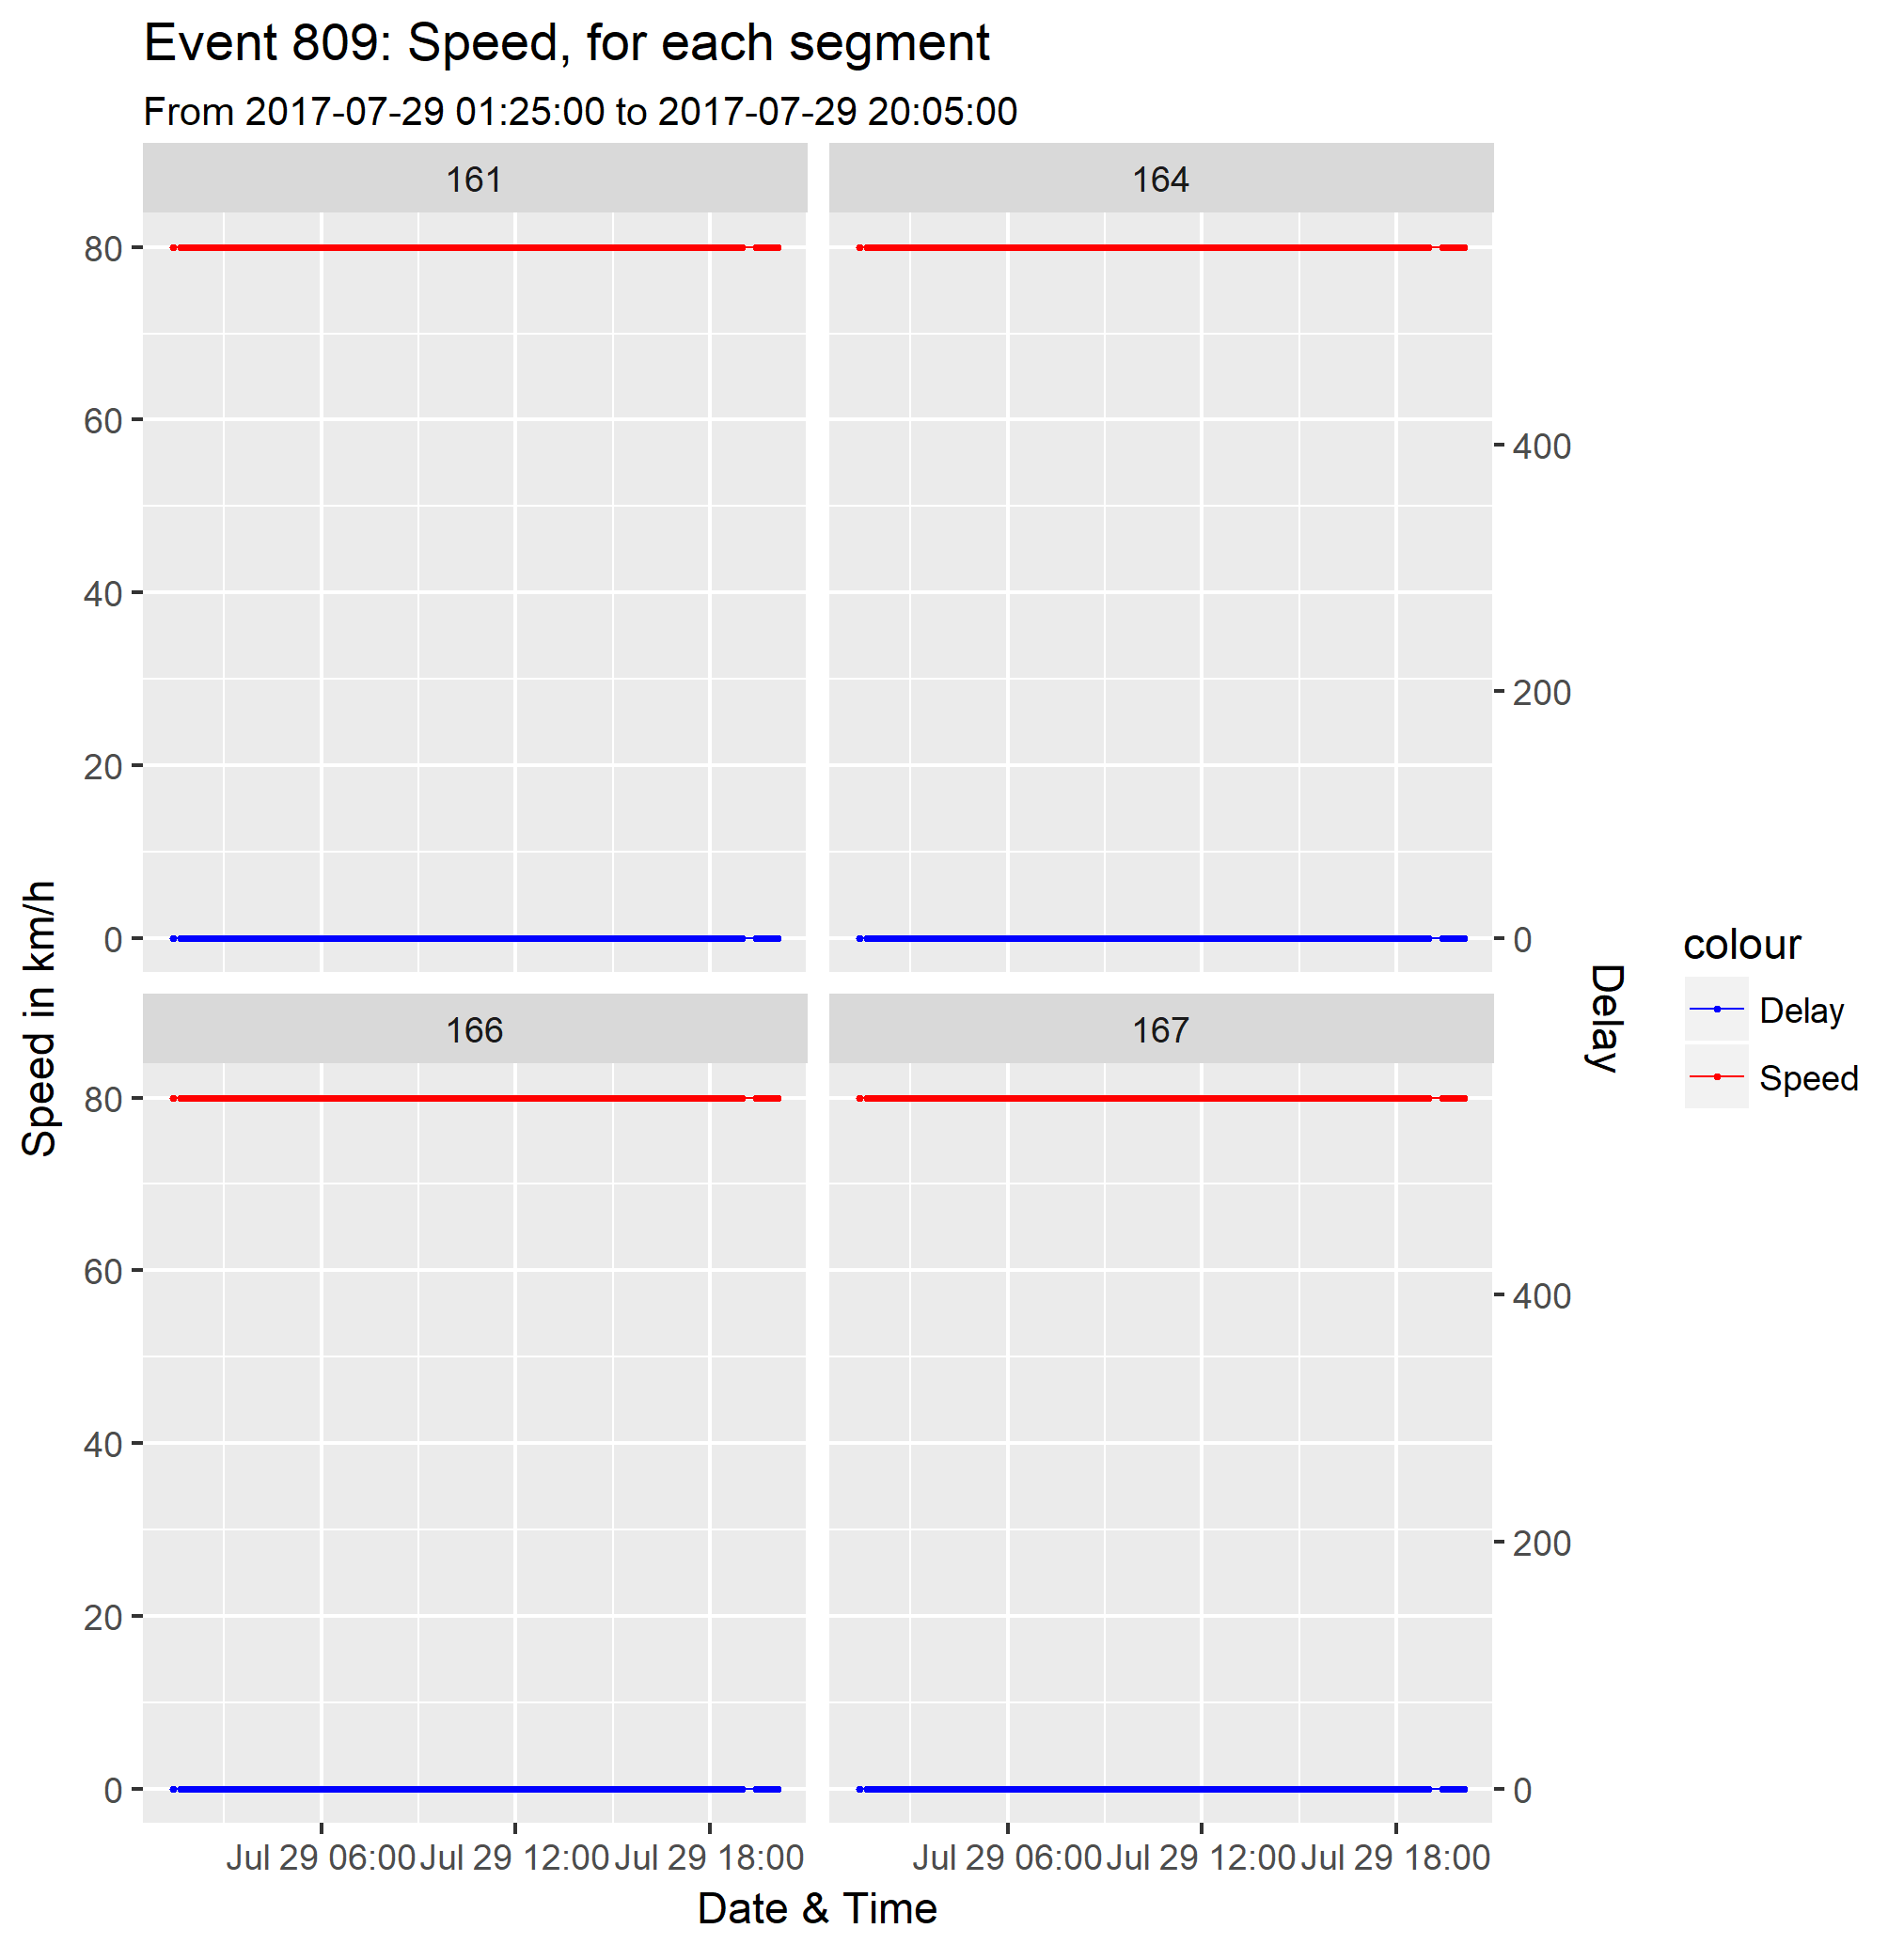 Event 809: Speed, for each segment
From 2017-07-29 01:25:00 to 2017-07-29 20:05:00
161
164
80
60
40
20
0
400
200
0
Speed in km/h
166
167
80
60
40
20
0
400
200
0
Delay
Jul 29 06:00 Jul 29 12:00 Jul 29 18:00
Jul 29 06:00 Jul 29 12:00 Jul 29 18:00
Date & Time
colour
Delay
Speed